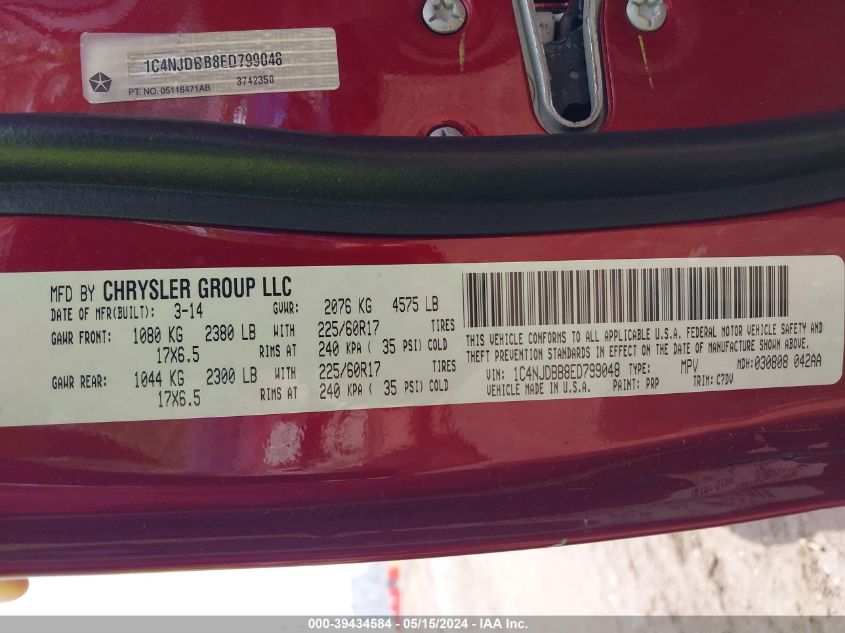 1C4NJDBB8ED799048
3742350
PT. NO. 05116471AB
MFD BY CHRYSLER GROUP LLC
DATE OF MFR(BUILT): 3-14 GVWR: 2076 KG 4575 LB
GAWR FRONT: 1080 KG 2380 LB WITH 225/60R17 TIRES
17X6.5 RIMS AT 240 KPA ( 35 PSI) COLD
GAWR REAR: 1044 KG 2300 LB WITH 225/60R17 TIRES
17X6.5 RIMS AT 240 KPA ( 35 PSI) COLD
THIS VEHICLE CONFORMS TO ALL APPLICABLE U.S.A. FEDERAL MOTOR VEHICLE SAFETY AND
THEFT PREVENTION STANDARDS IN EFFECT ON THE DATE OF MANUFACTURE SHOWN ABOVE.
VIN: 1C4NJDBB8ED799048 TYPE: MPV MDH:030808 042AA
VEHICLE MADE IN U.S.A. PAINT: PRP TRIM: C7DV
000-39434584 - 05/15/2024 - IAA Inc.